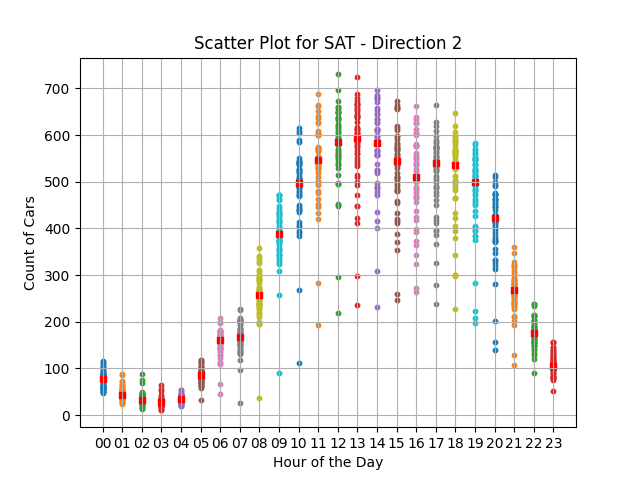 Scatter Plot for SAT - Direction 2
700
600
500
400
300
200
100
0
Count of Cars
00 01 02 03 04 05 06 07 08 09 10 11 12 13 14 15 16 17 18 19 20 21 22 23
Hour of the Day